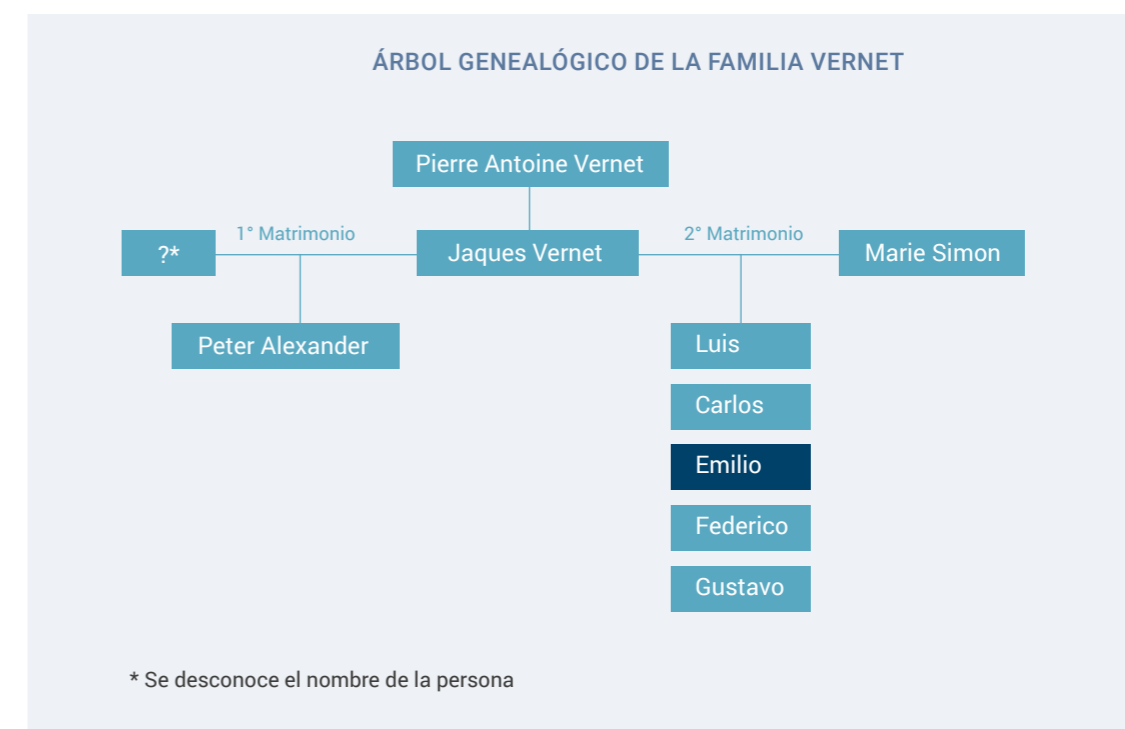 ÁRBOL GENEALÓGICO DE LA FAMILIA VERNET
Pierre Antoine Vernet
?*
1° Matrimonio
Jaques Vernet
2° Matrimonio
Marie Simon
Peter Alexander
Luis
Carlos
Emilio
Federico
Gustavo
* Se desconoce el nombre de la persona